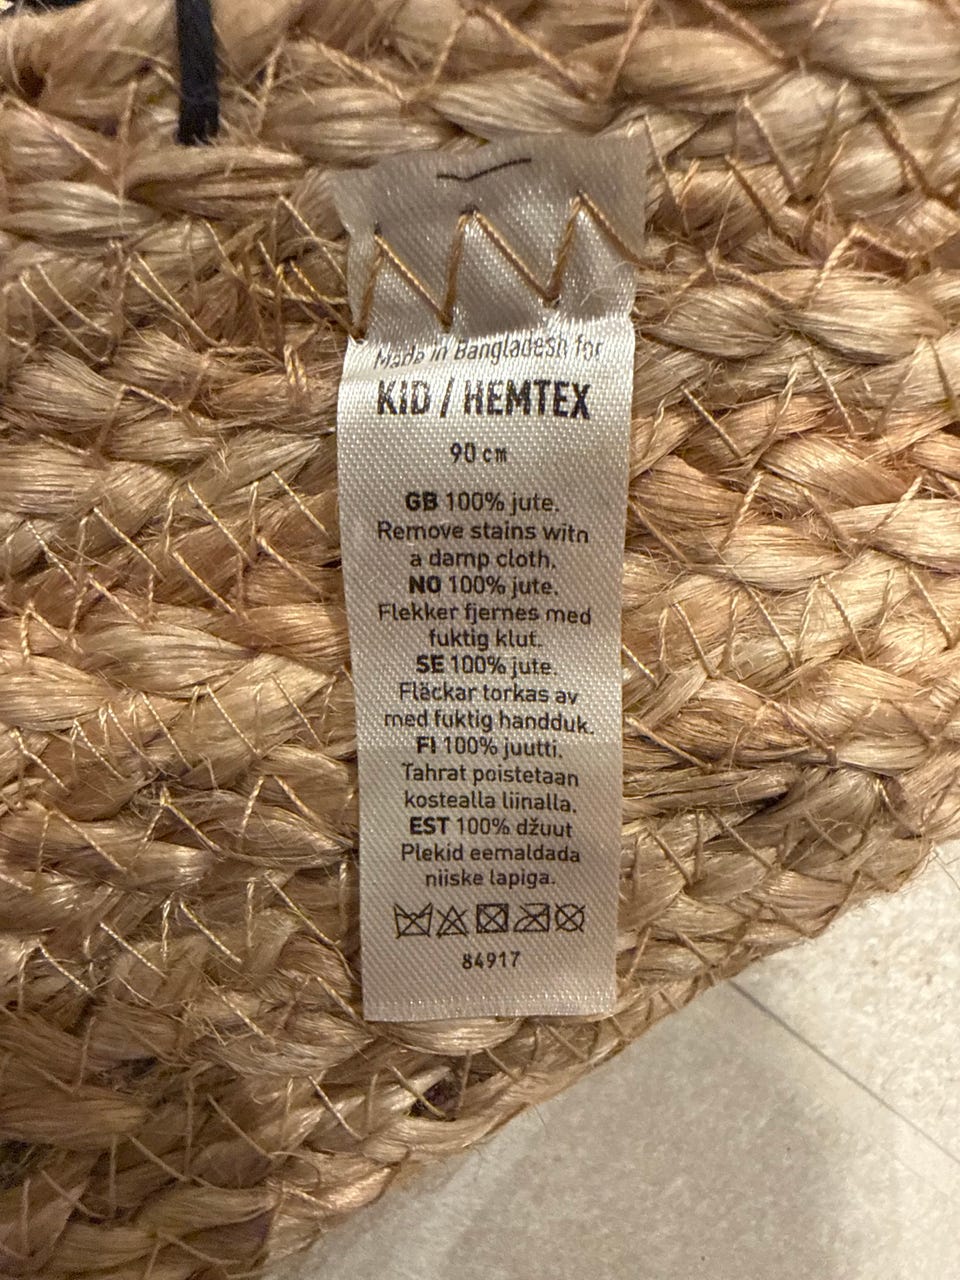 Made in Bangladesh for
KID / HEMTEX
90 cm
GB 100% jute.
Remove stains with
a damp cloth.
NO 100% jute.
Flekker fjernes med
fuktig klut.
SE 100% jute.
Fläckar torkas av
med fuktig handduk.
FI 100% juutti.
Tahrat poistetaan
kostealla liinalla.
EST 100% džuut
Plekid eemaldada
niiske lapiga.
84917